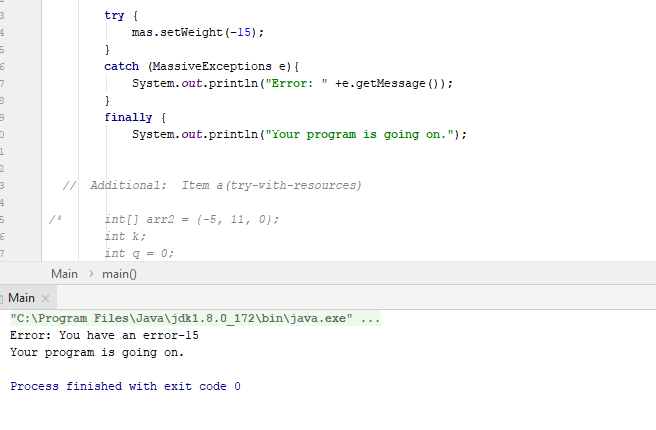 3 try {
4 mas.setWeight(-15);
5 }
6 catch (MassiveExceptions e){
7 System.out.println("Error: " +e.getMessage());
8 }
9 finally {
0 System.out.println("Your program is going on.");
1
2
3 // Additional: Item a(try-with-resources)
4
5 /* int[] arr2 = {-5, 11, 0};
6 int k;
7 int q = 0;
Main › main()
Main ×
"C:\Program Files\Java\jdk1.8.0_172\bin\java.exe" ...
Error: You have an error-15
Your program is going on.
Process finished with exit code 0